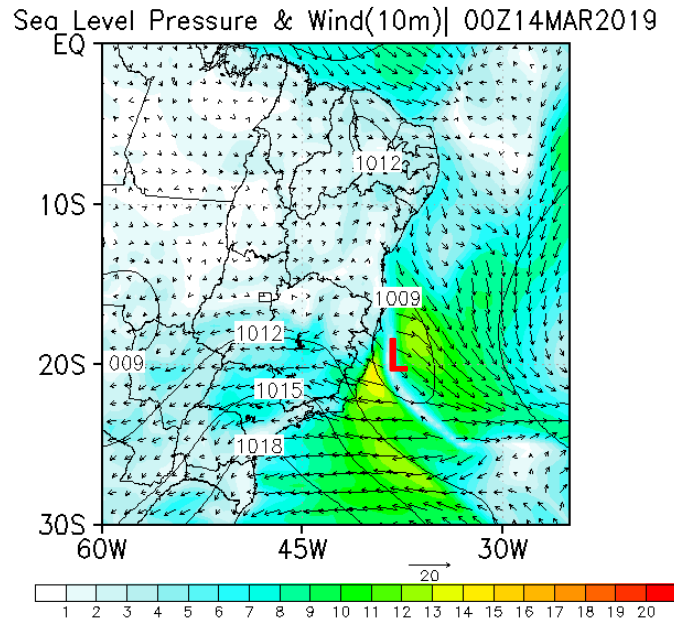 Sea Level Pressure & Wind(10m)| 00Z14MAR2019
EQ
1012
10S
1009
1012
009
L
20S
1015
1018
30S
60W 45W 30W
20
1 2 3 4 5 6 7 8 9 10 11 12 13 14 15 16 17 18 19 20